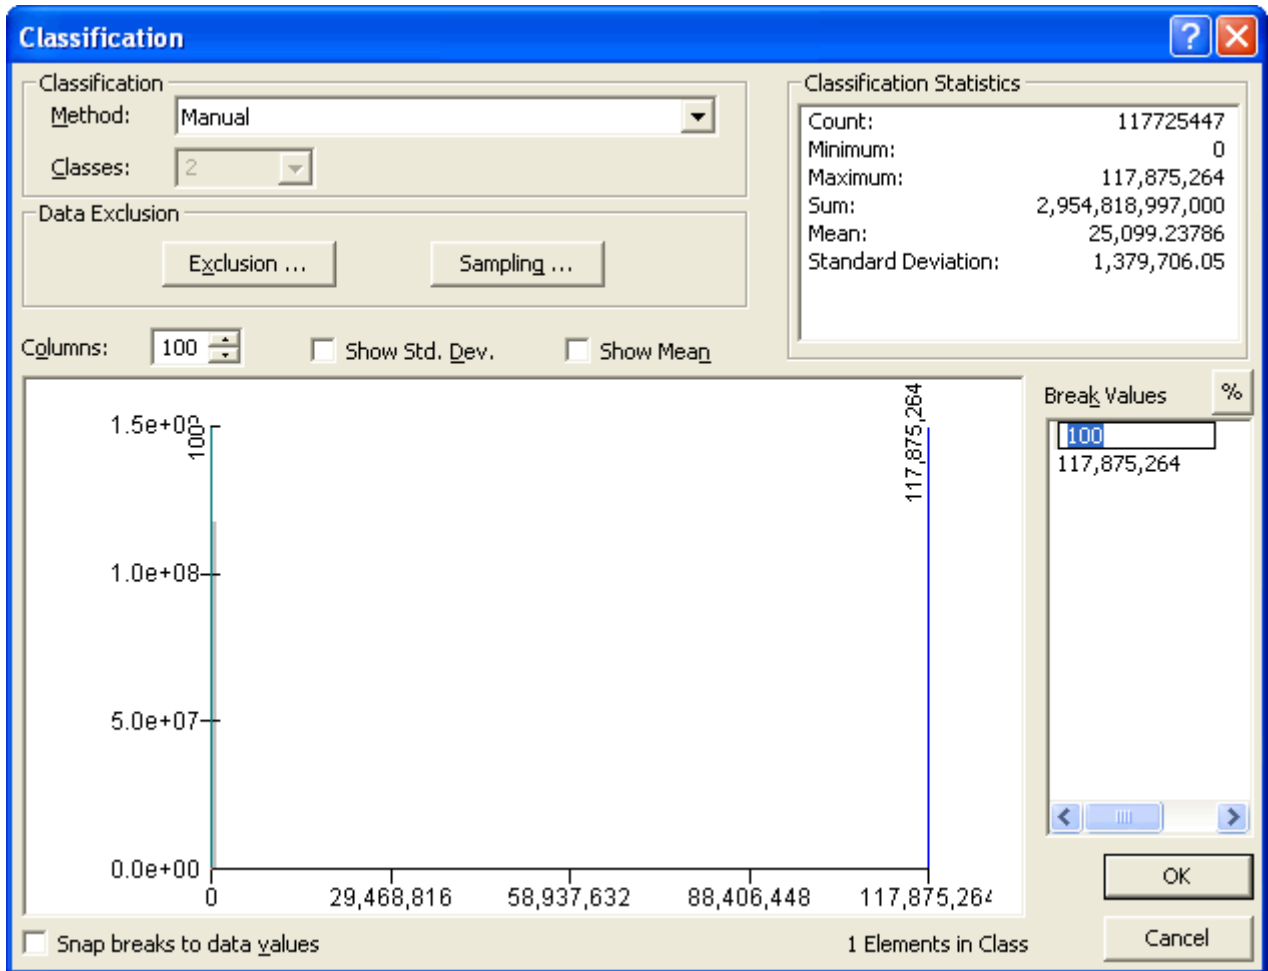 Classification
Classification
Method: Manual
Classes: 2
Data Exclusion
Exclusion ...
Sampling ...
Classification Statistics
Count: 117725447
Minimum: 0
Maximum: 117,875,264
Sum: 2,954,818,997,000
Mean: 25,099.23786
Standard Deviation: 1,379,706.05
Columns: 100
Show Std. Dev.
Show Mean
Break Values
%
100
117,875,264
100
117,875,264
1.0e+08
5.0e+07
0.0e+00
0 29,468,816 58,937,632 88,406,448 117,875,264
Snap breaks to data values
1 Elements in Class
OK
Cancel